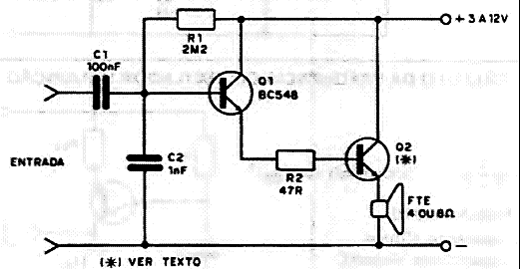 R1
2M2
+ 3 A 12V
C1
100nF
Q1
BC548
ENTRADA
C2
1nF
R2
47R
Q2
(*)
FTE
4 OU 8Ω
–
(*) VER TEXTO